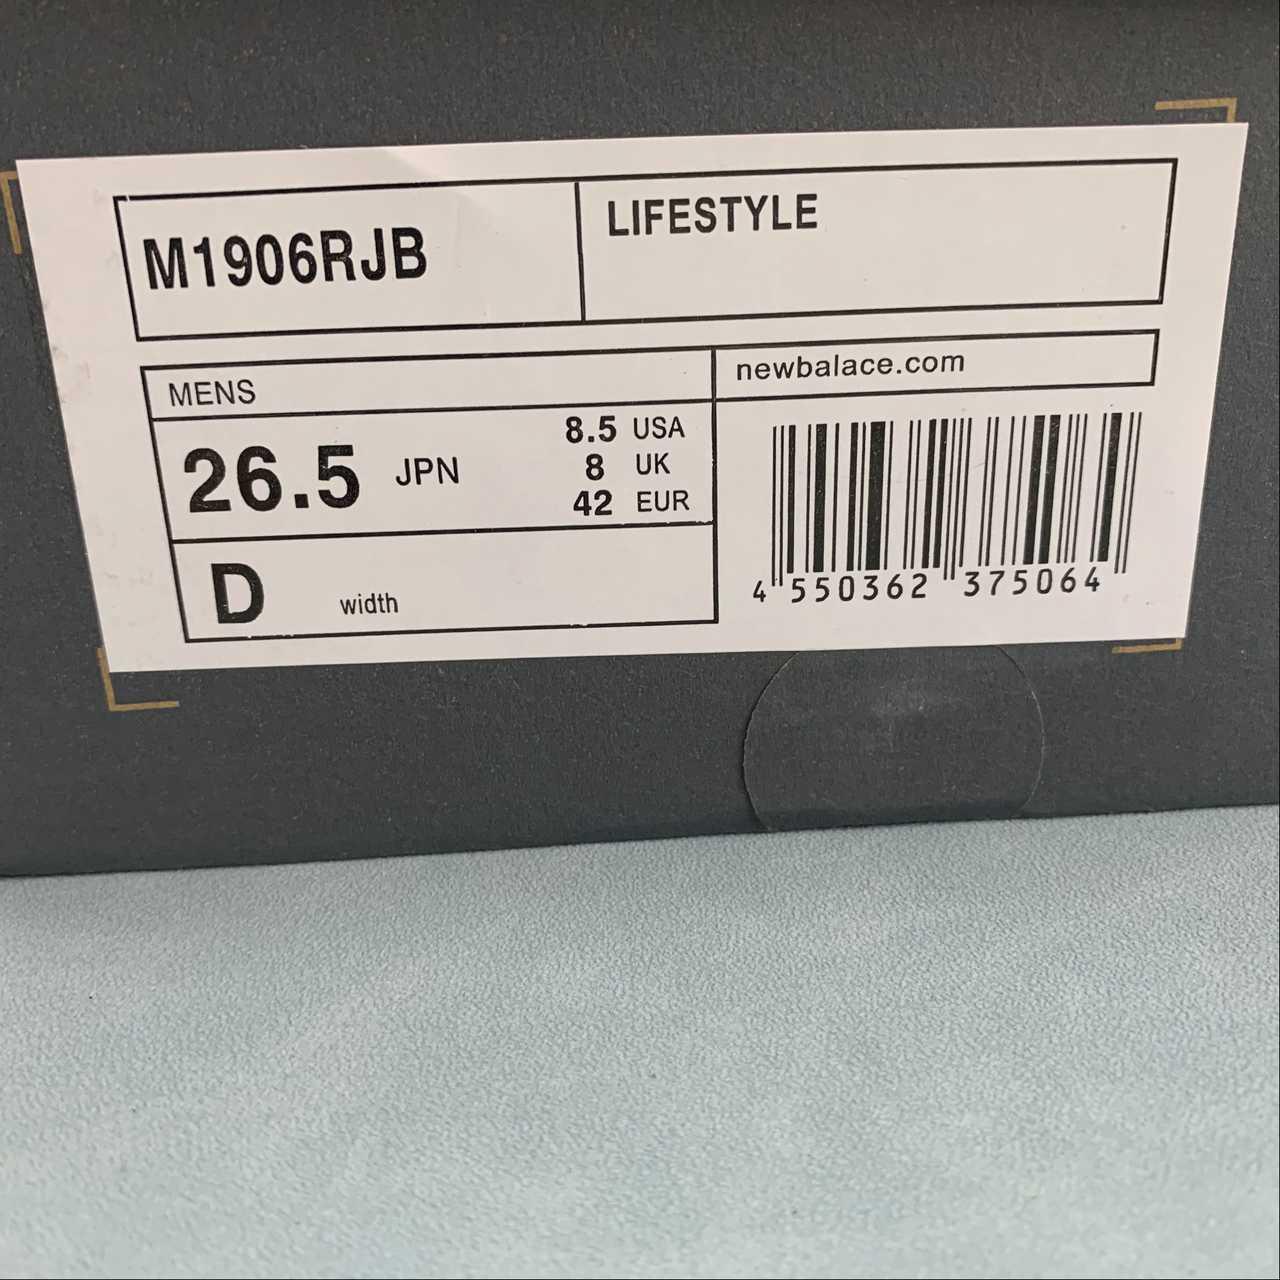 M1906RJB
LIFESTYLE
MENS
newbalace.com
26.5 JPN
8.5 USA
8 UK
42 EUR
D width
4 550362 375064